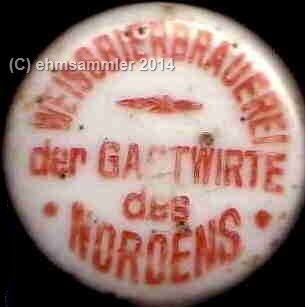 (C) ehmsammler 2014
WEISSBIERBRAUEREI
der GASTWIRTE
des
• NORDENS •